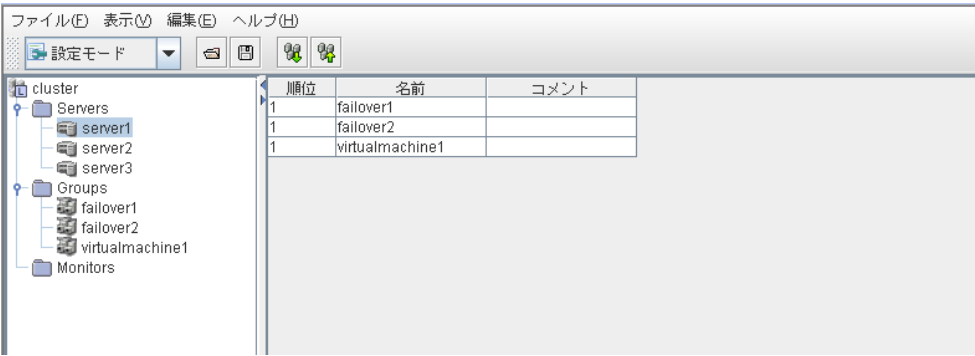 ファイル(F) 表示(V) 編集(E) ヘルプ(H)
設定モード
cluster
Servers
server1
server2
server3
Groups
failover1
failover2
virtualmachine1
Monitors
順位 名前 コメント
1 failover1
1 failover2
1 virtualmachine1